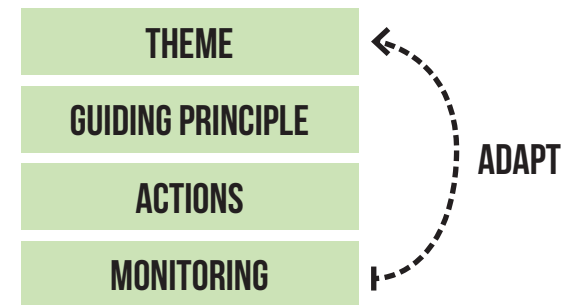 THEME
GUIDING PRINCIPLE
ACTIONS
MONITORING
ADAPT